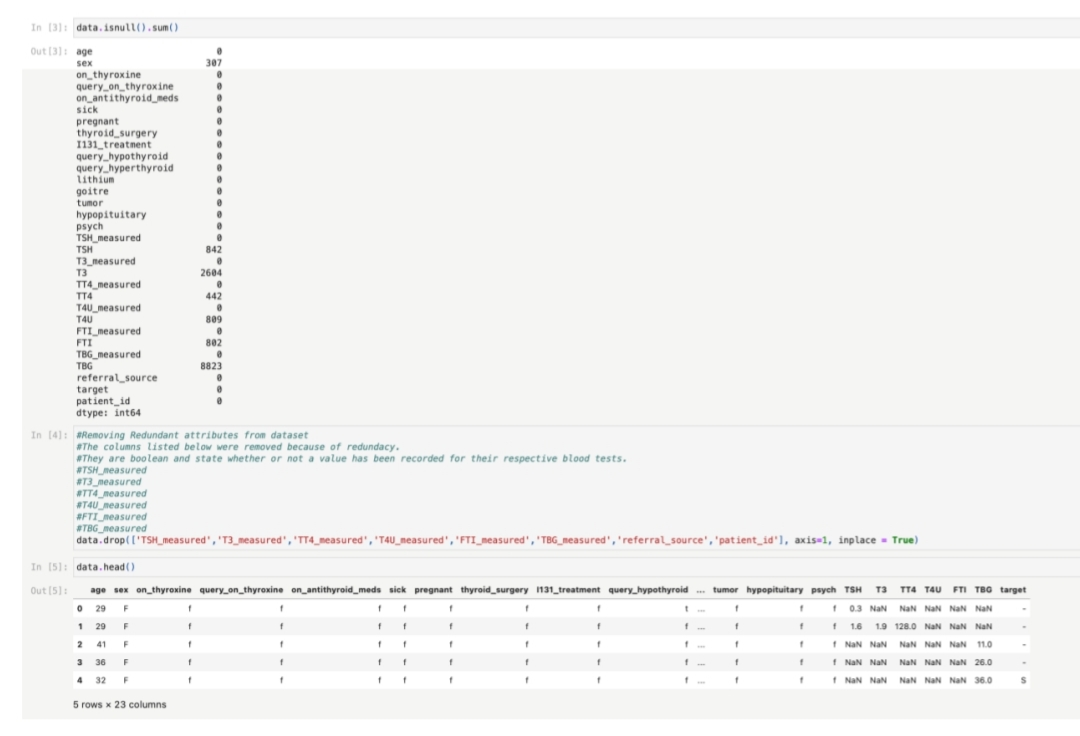 In [3]: data.isnull().sum()
Out[3]: age 0
sex 307
on_thyroxine 0
query_on_thyroxine 0
on_antithyroid_meds 0
sick 0
pregnant 0
thyroid_surgery 0
I131_treatment 0
query_hypothyroid 0
query_hyperthyroid 0
lithium 0
goitre 0
tumor 0
hypopituitary 0
psych 0
TSH_measured 0
TSH 842
T3_measured 0
T3 2604
TT4_measured 0
TT4 442
T4U_measured 0
T4U 809
FTI_measured 0
FTI 802
TBG_measured 0
TBG 8823
referral_source 0
target 0
patient_id 0
dtype: int64
In [4]: #Removing Redundant attributes from dataset
#The columns listed below were removed because of redundacy.
#They are boolean and state whether or not a value has been recorded for their respective blood tests.
#TSH_measured
#T3_measured
#TT4_measured
#T4U_measured
#FTI_measured
#TBG_measured
data.drop(['TSH_measured','T3_measured','TT4_measured','T4U_measured','FTI_measured','TBG_measured','referral_source','patient_id'], axis=1, inplace = True)
In [5]: data.head()
Out[5]: age sex on_thyroxine query_on_thyroxine on_antithyroid_meds sick pregnant thyroid_surgery I131_treatment query_hypothyroid ... tumor hypopituitary psych TSH T3 TT4 T4U FTI TBG target
0 29 F f f f f f f f t ... f f f 0.3 NaN NaN NaN NaN NaN -
1 29 F f f f f f f f f ... f f f 1.6 1.9 128.0 NaN NaN NaN -
2 41 F f f f f f f f f ... f f f NaN NaN NaN NaN NaN 11.0 -
3 36 F f f f f f f f f ... f f f NaN NaN NaN NaN NaN 26.0 -
4 32 F f f f f f f f f ... f f f NaN NaN NaN NaN NaN 36.0 S
5 rows × 23 columns